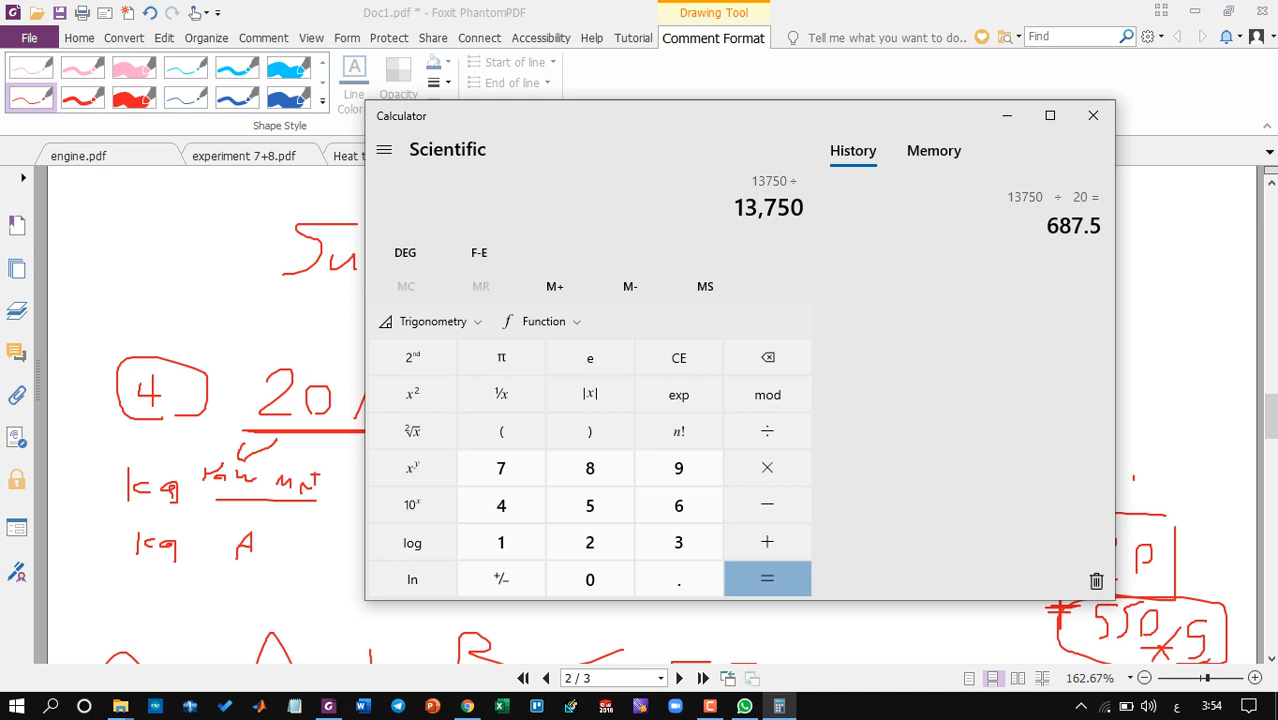 Doc1.pdf * - Foxit PhantomPDF
Drawing Tool
File Home Convert Edit Organize Comment View Form Protect Share Connect Accessibility Help Tutorial Comment Format Tell me what you want to do.. Find
Line Color
Opacity
Start of line
End of line
Shape Style
engine.pdf experiment 7+8.pdf Heat t
Calculator
Scientific
History Memory
13750 ÷
13,750
13750 ÷ 20 =
687.5
DEG F-E
MC MR M+ M- MS
Trigonometry Function
2nd π e CE
x² ¹/x |x| exp mod
²√x ( ) n! ÷
xʸ 7 8 9 ×
10ˣ 4 5 6 −
log 1 2 3 +
ln +/− 0 . =
4 20
kg
kg A
P
550 × 5
A R
2 / 3
162.67%
3:54
ع